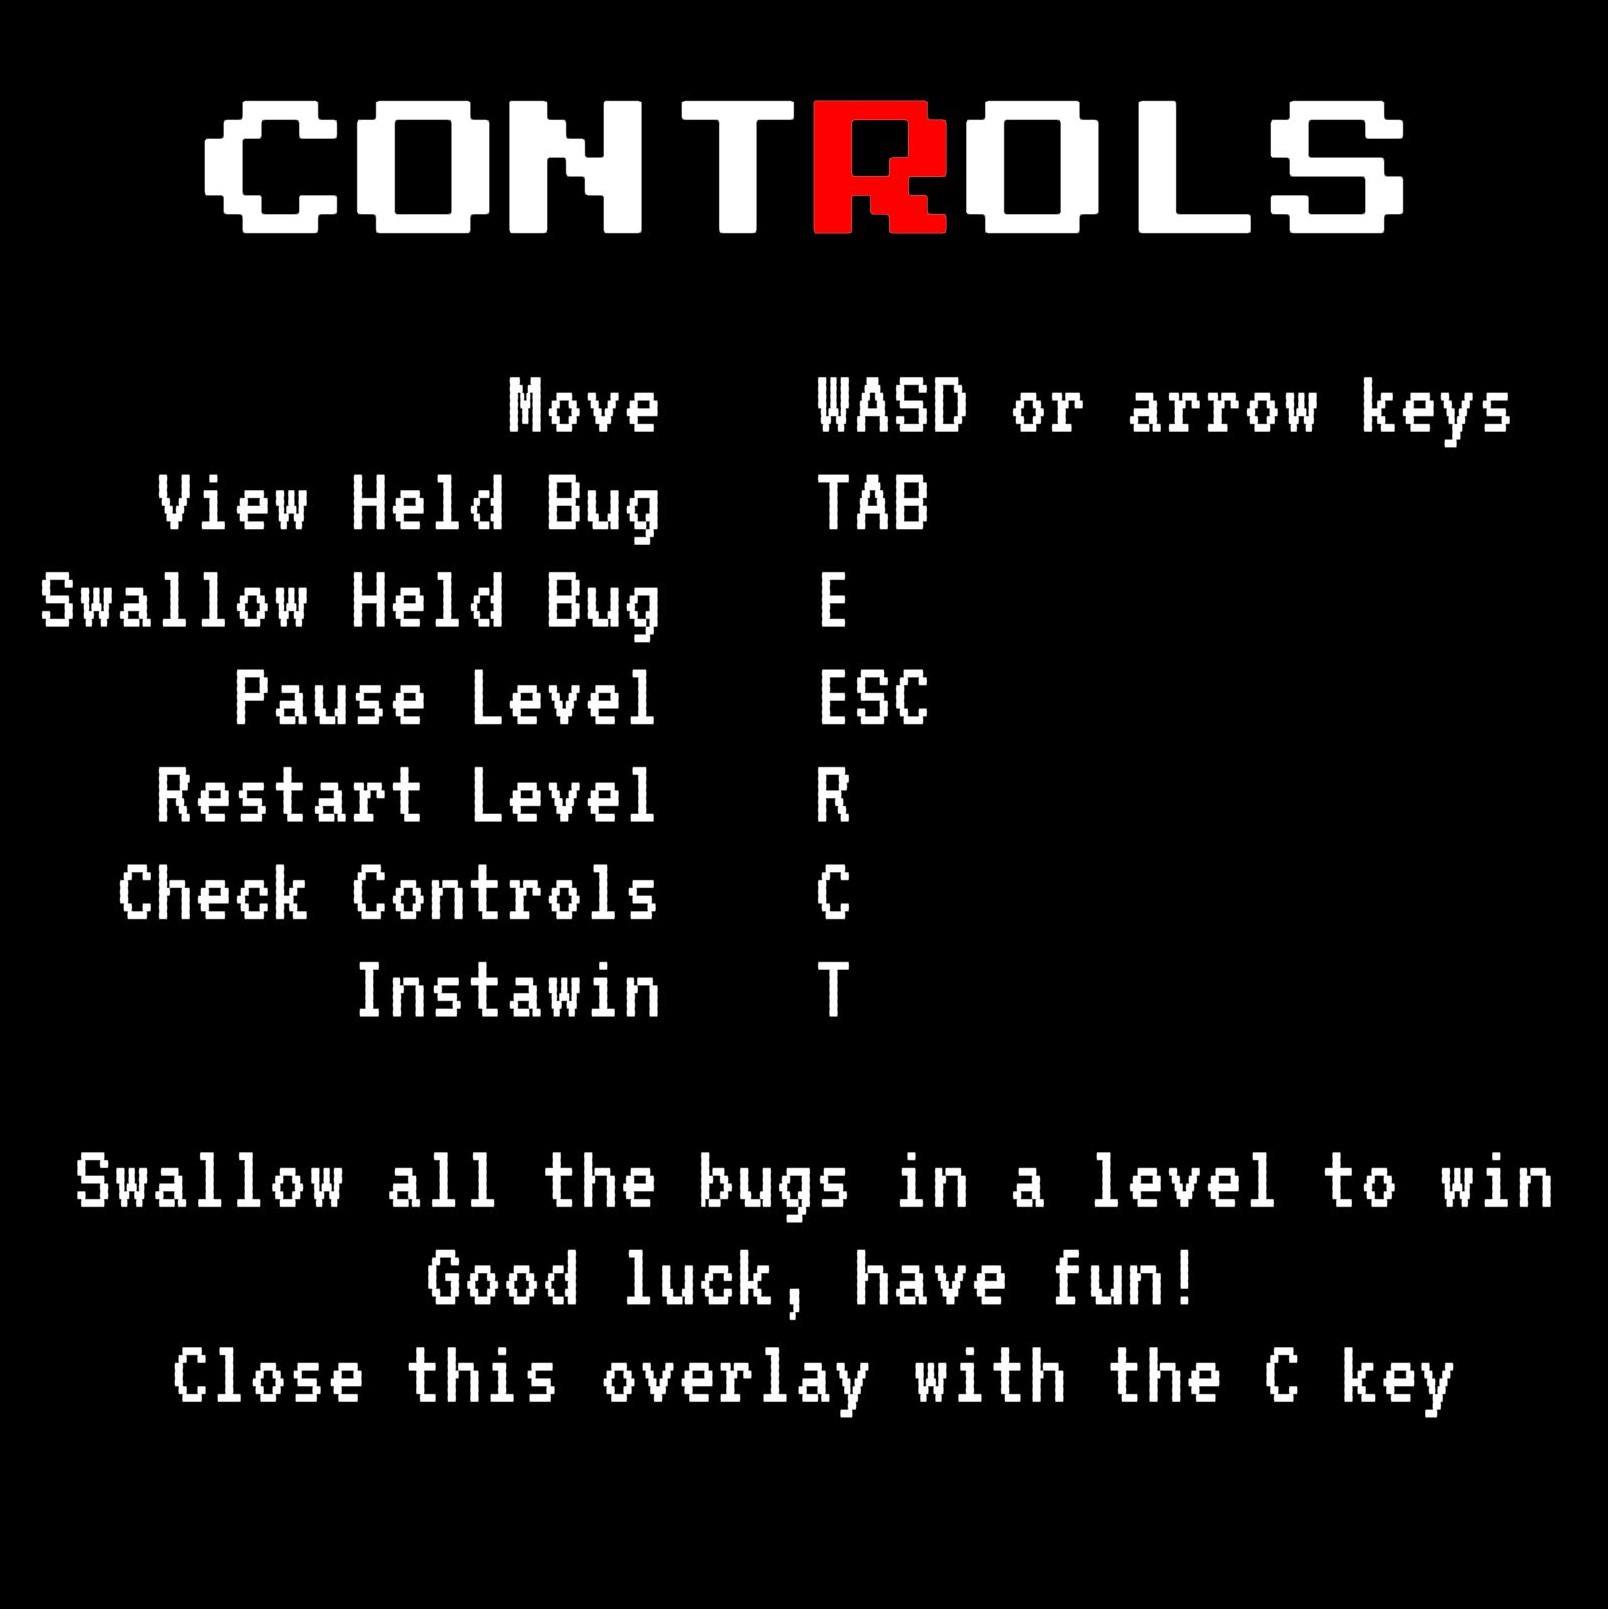 CONTROLS
Move WASD or arrow keys
View Held Bug TAB
Swallow Held Bug E
Pause Level ESC
Restart Level R
Check Controls C
Instawin T
Swallow all the bugs in a level to win
Good luck, have fun!
Close this overlay with the C key